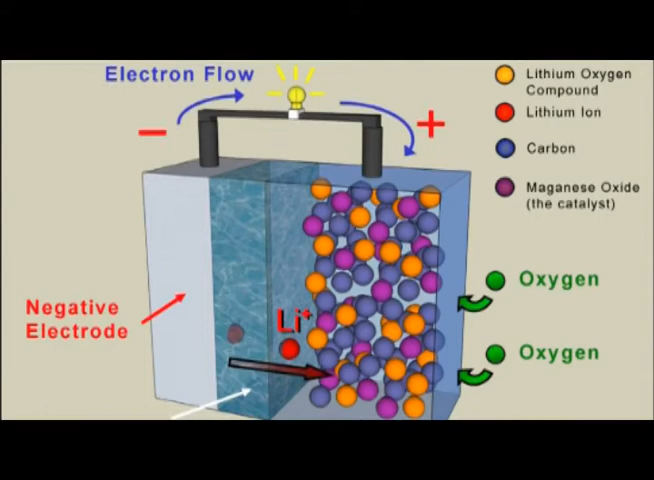 Electron Flow
Lithium Oxygen
Compound
Lithium Ion
Carbon
Maganese Oxide
(the catalyst)
− +
Oxygen
Negative
Electrode
Li⁺
Oxygen